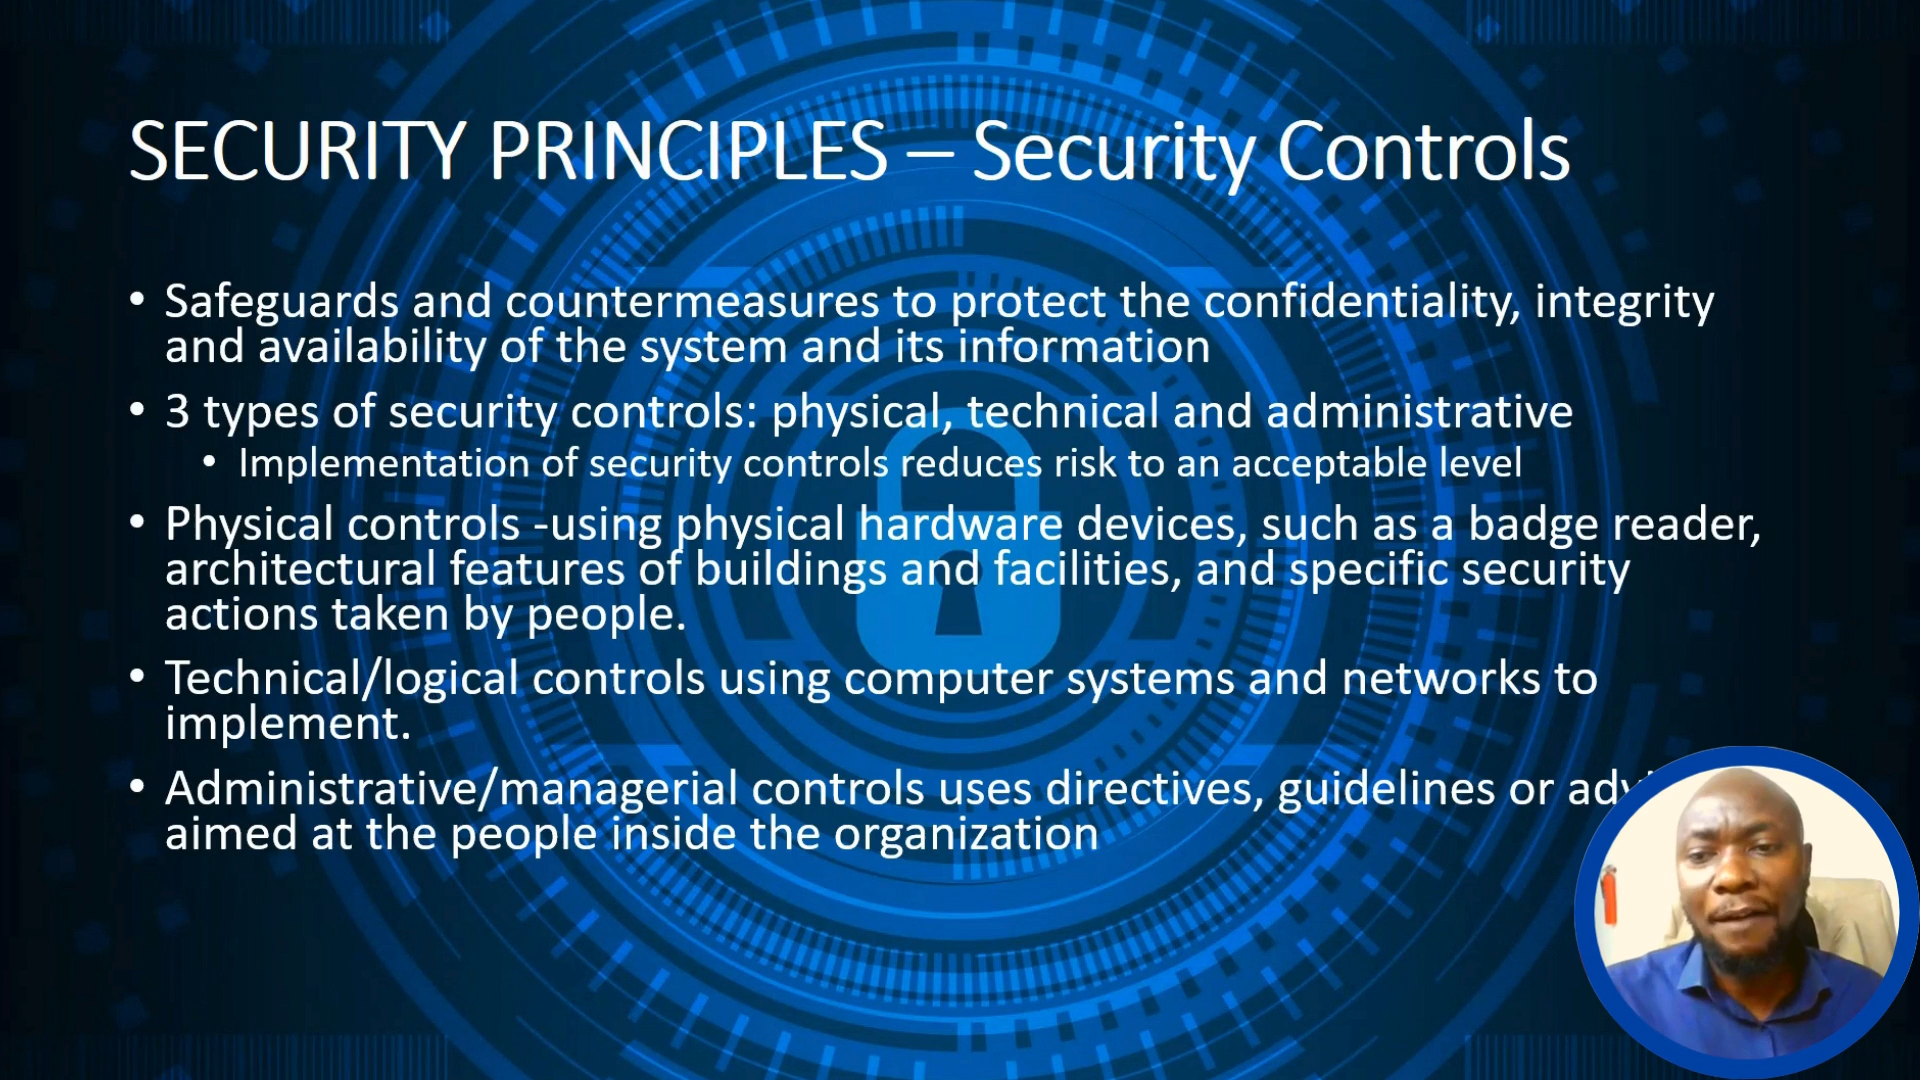 SECURITY PRINCIPLES – Security Controls
• Safeguards and countermeasures to protect the confidentiality, integrity
and availability of the system and its information
• 3 types of security controls: physical, technical and administrative
• Implementation of security controls reduces risk to an acceptable level
• Physical controls -using physical hardware devices, such as a badge reader,
architectural features of buildings and facilities, and specific security
actions taken by people.
• Technical/logical controls using computer systems and networks to
implement.
• Administrative/managerial controls uses directives, guidelines or
aimed at the people inside the organization